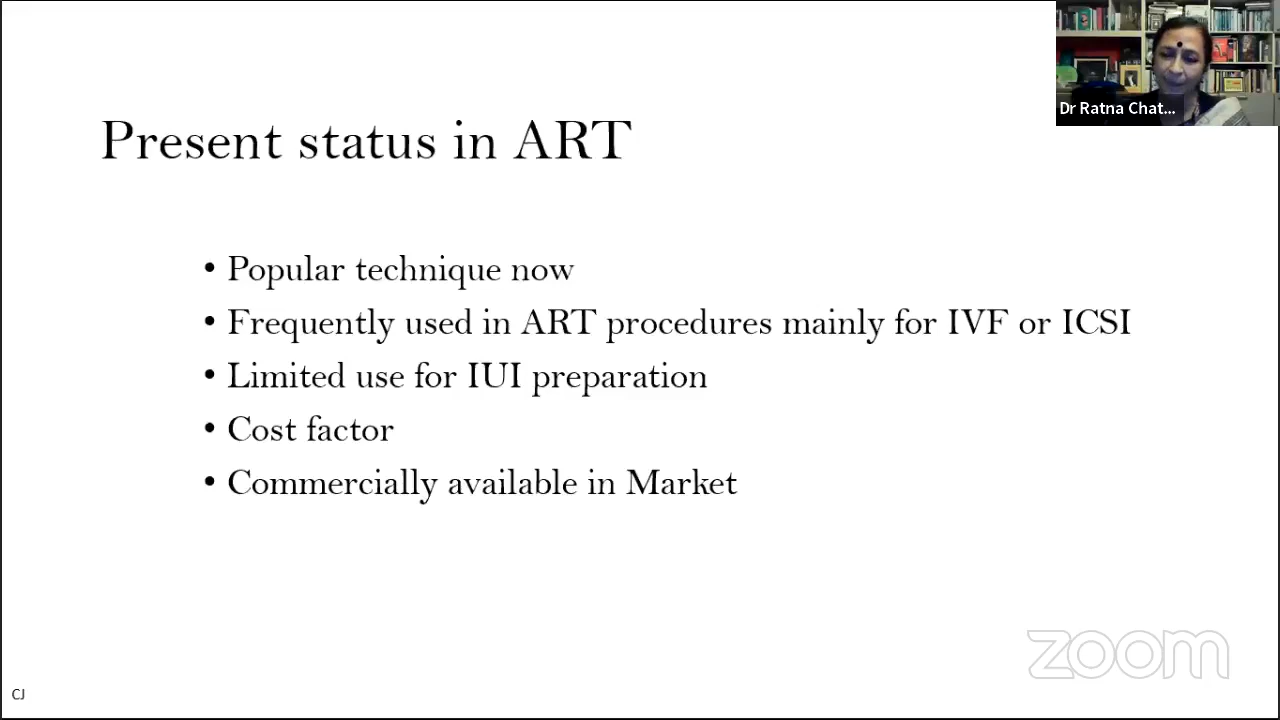 Dr Ratna Chat...
Present status in ART
• Popular technique now
• Frequently used in ART procedures mainly for IVF or ICSI
• Limited use for IUI preparation
• Cost factor
• Commercially available in Market
zoom
CJ